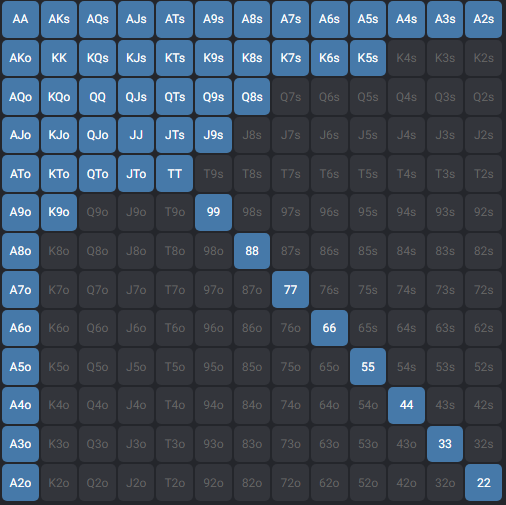 AA AKs AQs AJs ATs A9s A8s A7s A6s A5s A4s A3s A2s
AKo KK KQs KJs KTs K9s K8s K7s K6s K5s K4s K3s K2s
AQo KQo QQ QJs QTs Q9s Q8s Q7s Q6s Q5s Q4s Q3s Q2s
AJo KJo QJo JJ JTs J9s J8s J7s J6s J5s J4s J3s J2s
ATo KTo QTo JTo TT T9s T8s T7s T6s T5s T4s T3s T2s
A9o K9o Q9o J9o T9o 99 98s 97s 96s 95s 94s 93s 92s
A8o K8o Q8o J8o T8o 98o 88 87s 86s 85s 84s 83s 82s
A7o K7o Q7o J7o T7o 97o 87o 77 76s 75s 74s 73s 72s
A6o K6o Q6o J6o T6o 96o 86o 76o 66 65s 64s 63s 62s
A5o K5o Q5o J5o T5o 95o 85o 75o 65o 55 54s 53s 52s
A4o K4o Q4o J4o T4o 94o 84o 74o 64o 54o 44 43s 42s
A3o K3o Q3o J3o T3o 93o 83o 73o 63o 53o 43o 33 32s
A2o K2o Q2o J2o T2o 92o 82o 72o 62o 52o 42o 32o 22